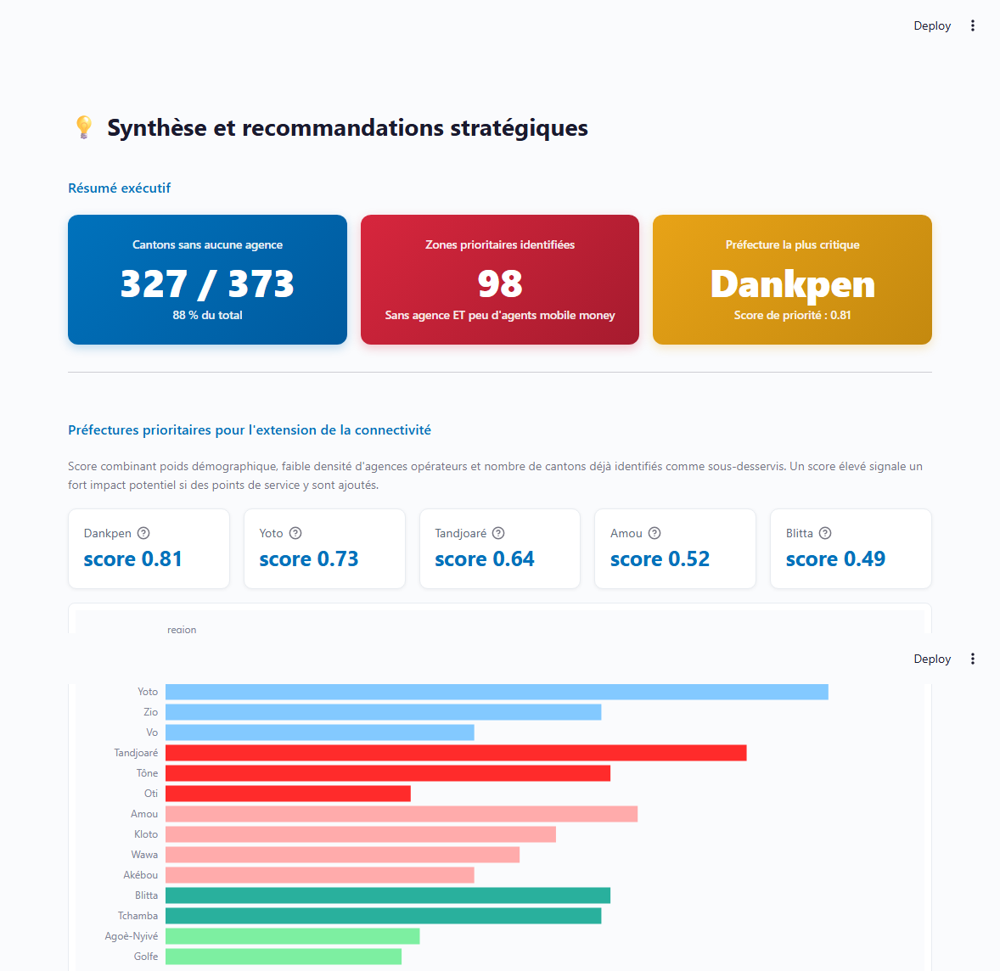 Deploy
Synthèse et recommandations stratégiques
Résumé exécutif
Cantons sans aucune agence
327 / 373
88 % du total
Zones prioritaires identifiées
98
Sans agence ET peu d'agents mobile money
Préfecture la plus critique
Dankpen
Score de priorité : 0.81
Préfectures prioritaires pour l'extension de la connectivité
Score combinant poids démographique, faible densité d'agences opérateurs et nombre de cantons déjà identifiés comme sous-desservis. Un score élevé signale un
fort impact potentiel si des points de service y sont ajoutés.
Dankpen
score 0.81
Yoto
score 0.73
Tandjoaré
score 0.64
Amou
score 0.52
Blitta
score 0.49
region
Deploy
Yoto
Zio
Vo
Tandjoaré
Tône
Oti
Amou
Kloto
Wawa
Akébou
Blitta
Tchamba
Agoè-Nyivé
Golfe